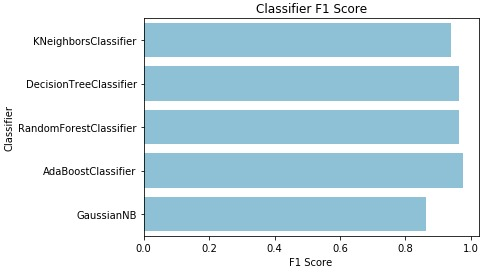 Classifier F1 Score
KNeighborsClassifier
DecisionTreeClassifier
RandomForestClassifier
AdaBoostClassifier
GaussianNB
Classifier
0.0 0.2 0.4 0.6 0.8 1.0
F1 Score